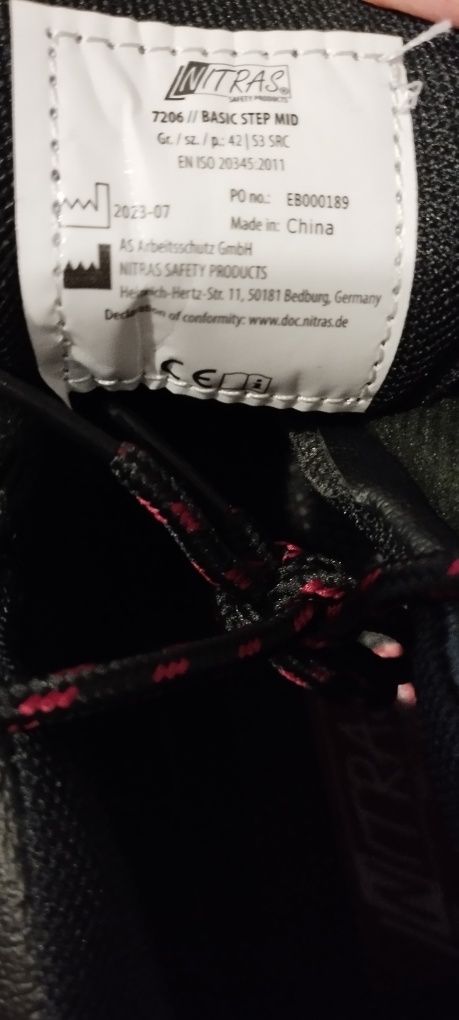 NITRAS®
SAFETY PRODUCTS
7206 // BASIC STEP MID
Gr. / sz. / p.: 42 | S3 SRC
EN ISO 20345:2011
2023-07
PO no.: EB000189
Made in: China
AS Arbeitsschutz GmbH
NITRAS SAFETY PRODUCTS
Heinrich-Hertz-Str. 11, 50181 Bedburg, Germany
Declaration of conformity: www.doc.nitras.de
CE i
NITRAS